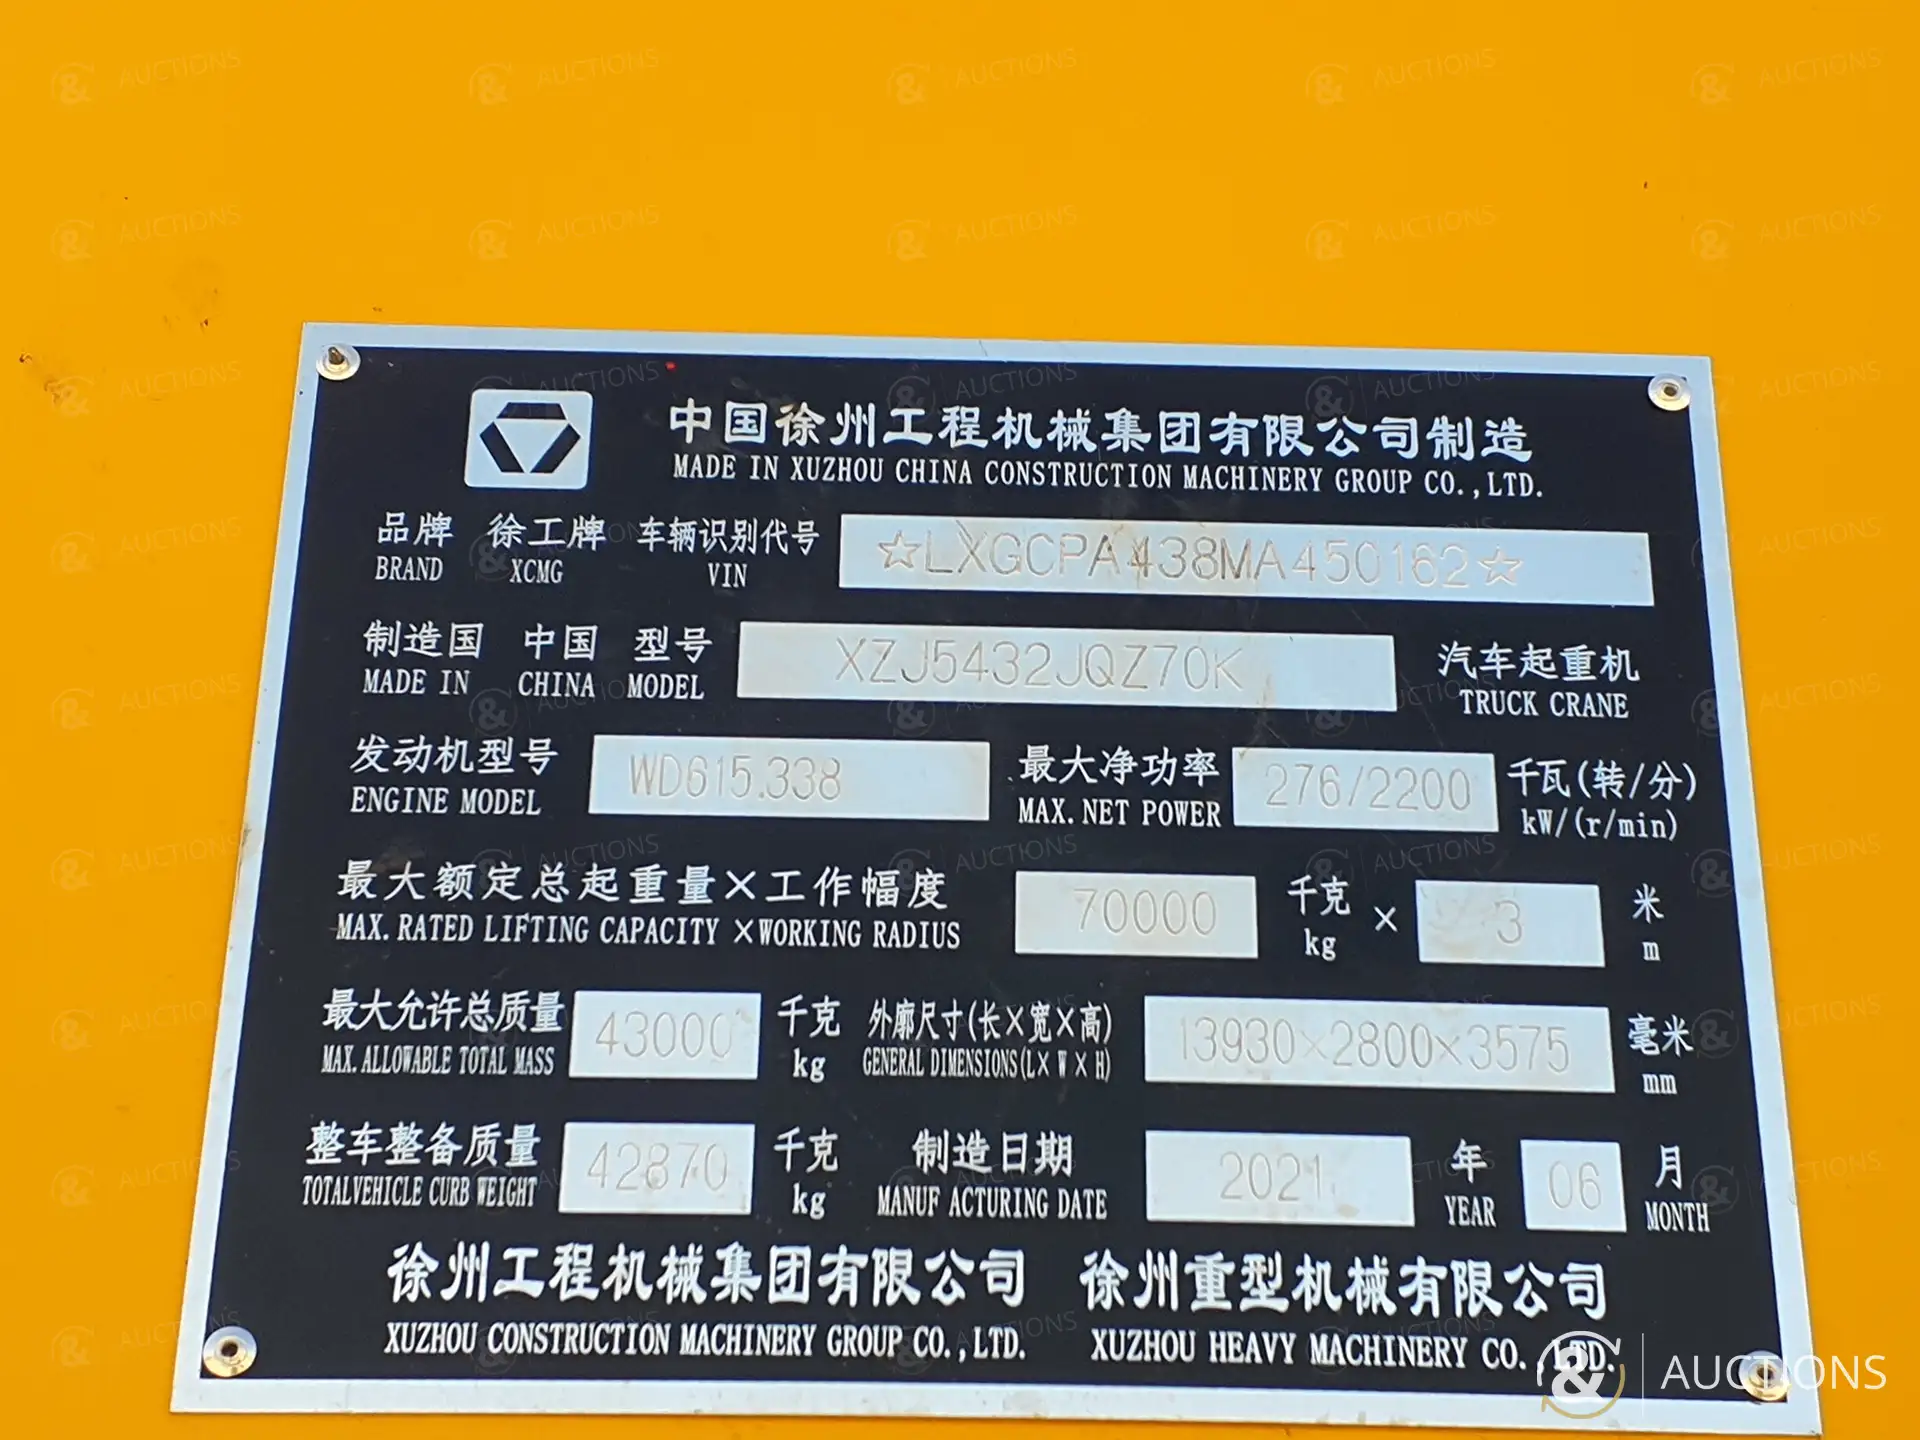 中国徐州工程机械集团有限公司制造
MADE IN XUZHOU CHINA CONSTRUCTION MACHINERY GROUP CO.,LTD.
品牌 徐工牌 车辆识别代号 ☆LXGCPA438MA450162☆
BRAND XCMG VIN
制造国 中国 型号 XZJ5432JQZ70K 汽车起重机
MADE IN CHINA MODEL TRUCK CRANE
发动机型号 WD615.338 最大净功率 276/2200 千瓦(转/分)
ENGINE MODEL MAX. NET POWER kW/(r/min)
最大额定总起重量×工作幅度 70000 千克 × 3 米
MAX. RATED LIFTING CAPACITY ×WORKING RADIUS kg m
最大允许总质量 43000 千克 外廓尺寸(长×宽×高) 13930×2800×3575 毫米
MAX. ALLOWABLE TOTAL MASS kg GENERAL DIMENSIONS(L× W × H) mm
整车整备质量 42870 千克 制造日期 2021 年 06 月
TOTALVEHICLE CURB WEIGHT kg MANUF ACTURING DATE YEAR MONTH
徐州工程机械集团有限公司 徐州重型机械有限公司
XUZHOU CONSTRUCTION MACHINERY GROUP CO.,LTD. XUZHOU HEAVY MACHINERY CO.,LTD.
& AUCTIONS